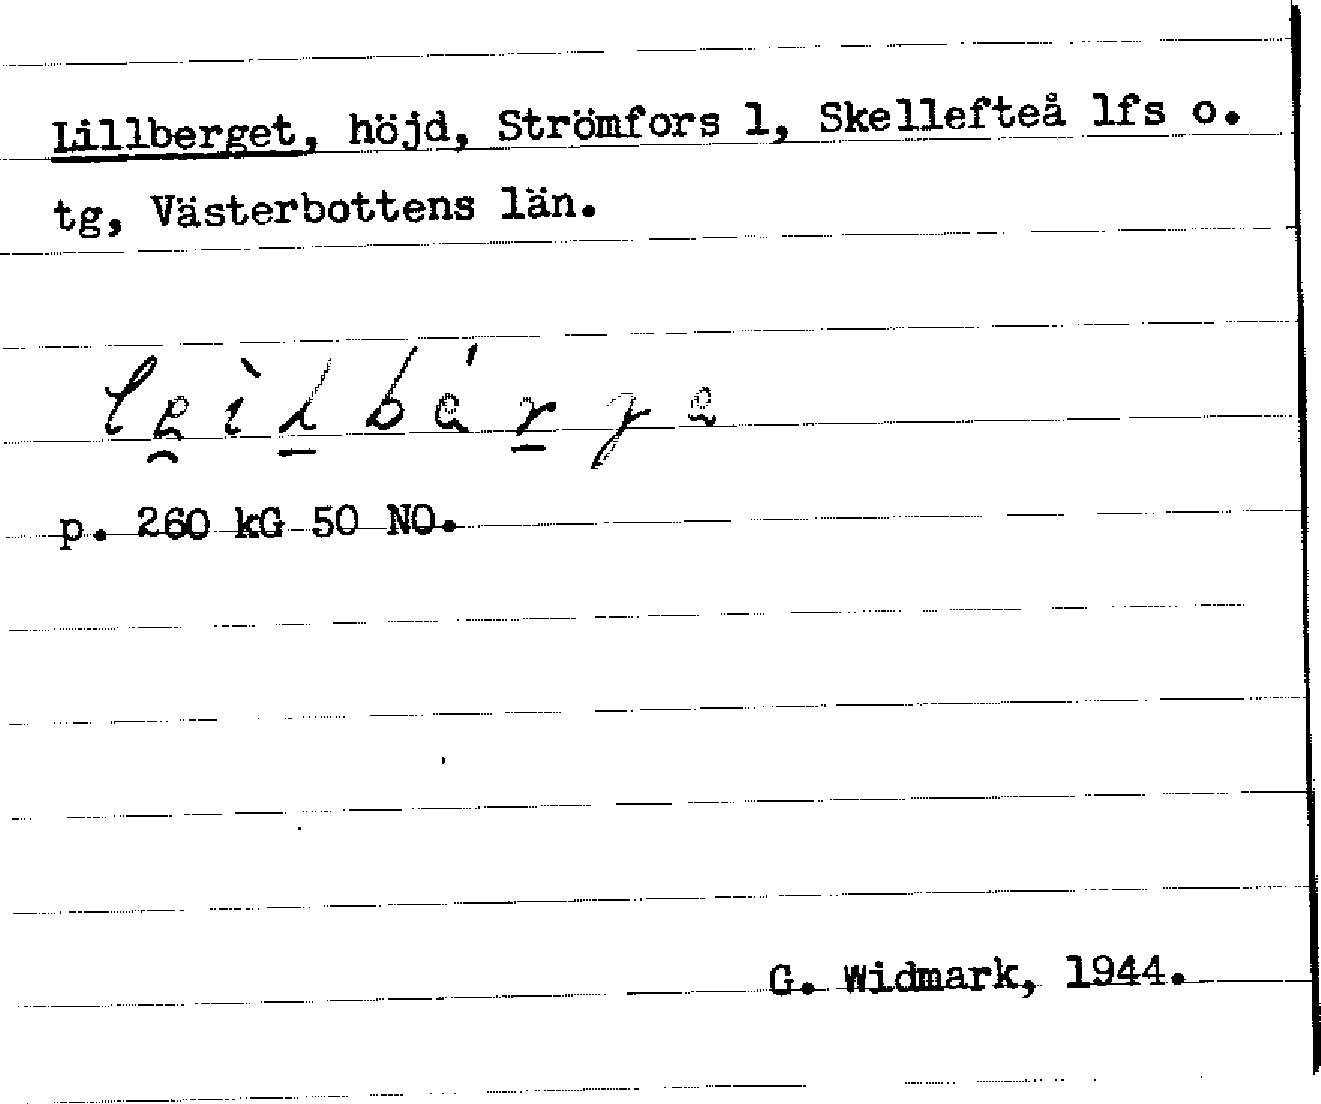 Lillberget, höjd, Strömfors 1, Skellefteå lfs o.
tg, Västerbottens län.
p. 260 kG 50 NO.
G. Widmark, 1944.